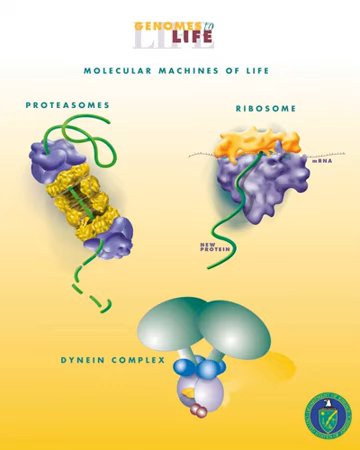 GENOMES to
LIFE
MOLECULAR MACHINES OF LIFE
PROTEASOMES
RIBOSOME
mRNA
NEW
PROTEIN
DYNEIN COMPLEX